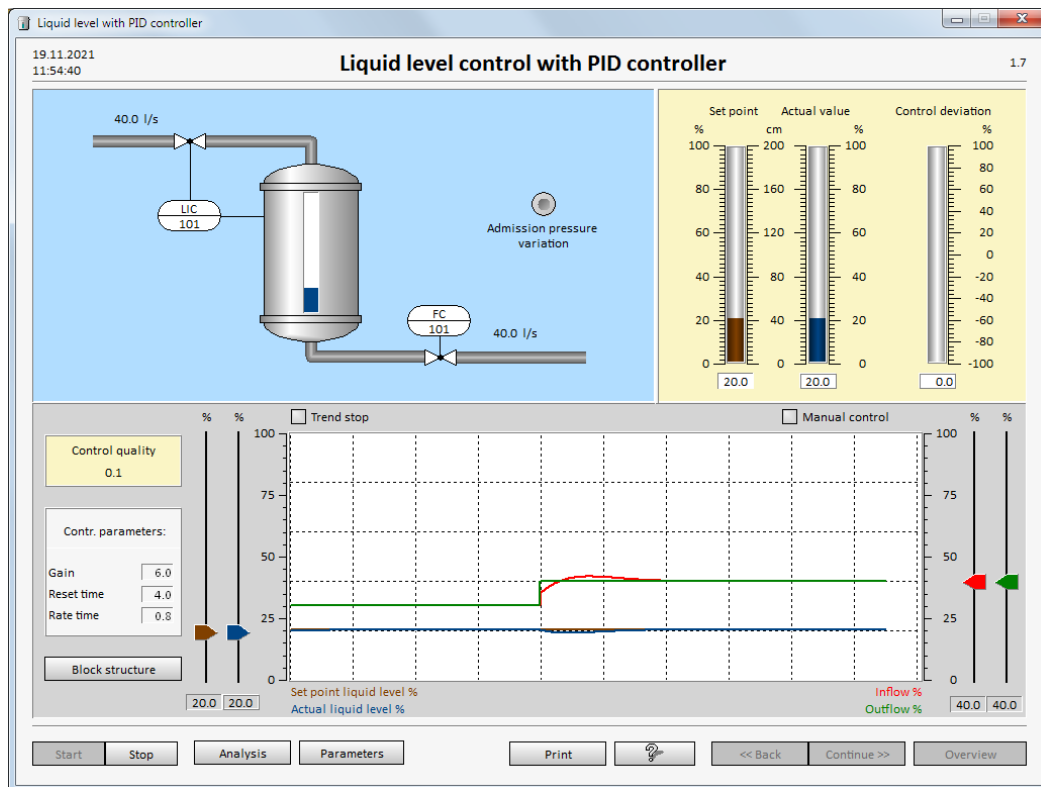 Liquid level with PID controller
19.11.2021
11:54:40
Liquid level control with PID controller
1.7
40.0 l/s
LIC
101
Admission pressure
variation
FC
101
40.0 l/s
Set point Actual value Control deviation
% cm % %
100 200 100 100
80
80 160 80 60
40
60 120 60 20
0
40 80 40 -20
-40
20 40 20 -60
-80
0 0 0 -100
20.0 20.0 0.0
% % Trend stop Manual control % %
Control quality
0.1
Contr. parameters:
Gain 6.0
Reset time 4.0
Rate time 0.8
Block structure
100 100
75 75
50 50
25 25
0 0
20.0 20.0
Set point liquid level % Inflow %
Actual liquid level % Outflow %
40.0 40.0
Start Stop Analysis Parameters Print ? << Back Continue >> Overview